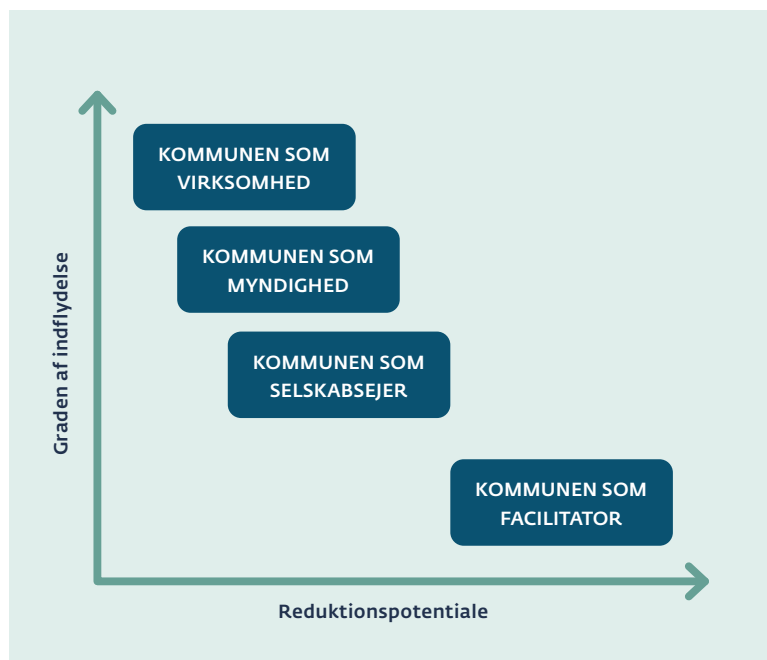 KOMMUNEN SOM
VIRKSOMHED
KOMMUNEN SOM
MYNDIGHED
KOMMUNEN SOM
SELSKABSEJER
KOMMUNEN SOM
FACILITATOR
Graden af indflydelse
Reduktionspotentiale